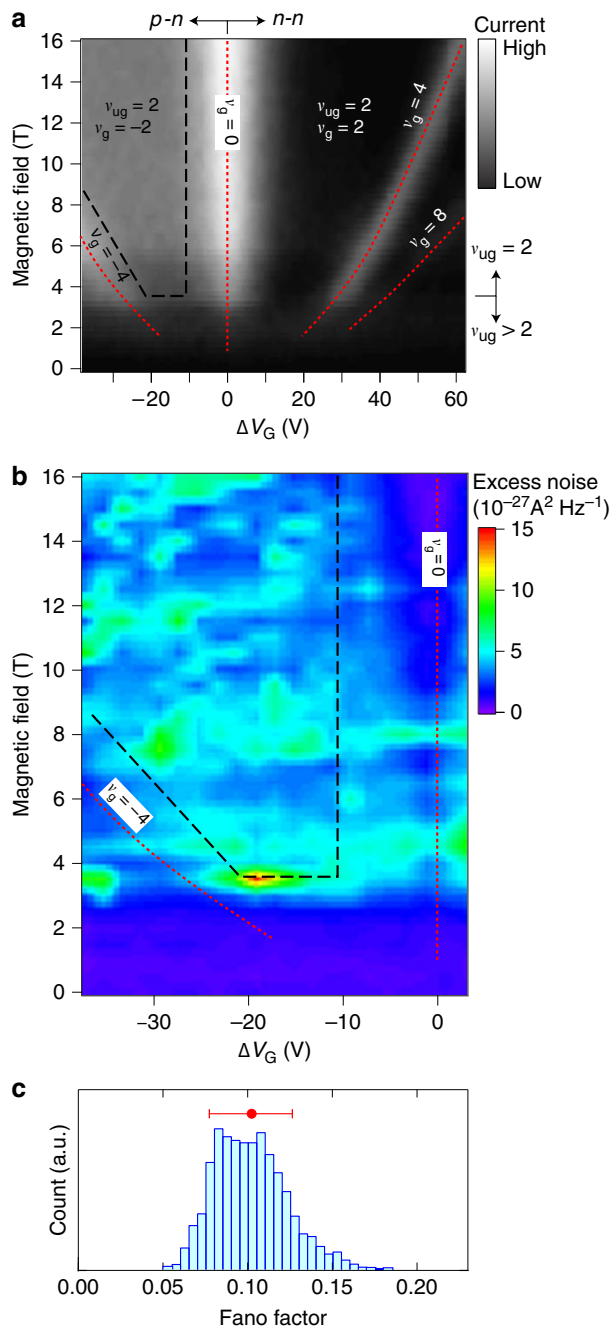 a
p-n
n-n
Current
High
Low
16
14
12
10
8
6
4
2
0
Magnetic field (T)
νug = 2
νg = −2
νg = 0
νug = 2
νg = 2
νg = 4
νg = 8
νg = −4
νug = 2
νug > 2
−20
0
20
40
60
ΔVG (V)
b
Excess noise
(10−27A2 Hz−1)
15
10
5
0
16
14
12
10
8
6
4
2
0
Magnetic field (T)
νg = 0
νg = −4
−30
−20
−10
0
ΔVG (V)
c
Count (a.u.)
0.00
0.05
0.10
0.15
0.20
Fano factor